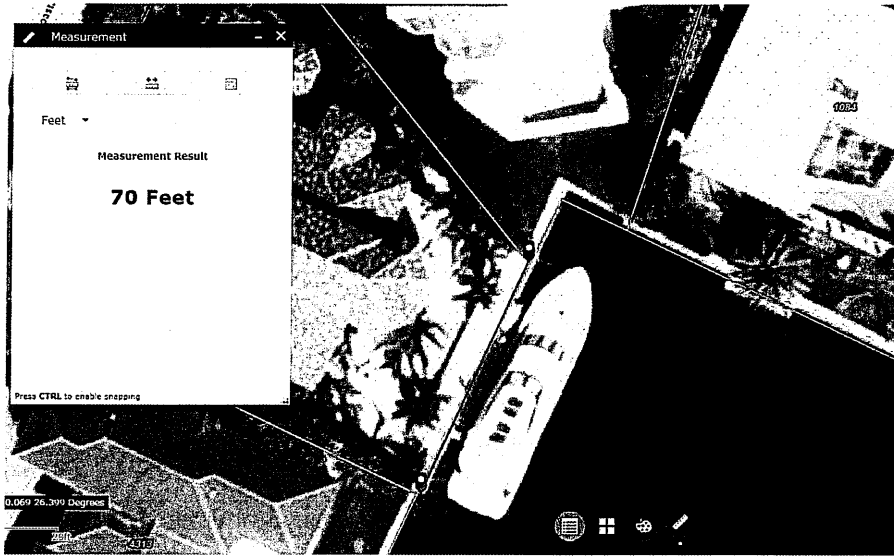 Measurement
Feet
Measurement Result
70 Feet
Press CTRL to enable snapping
0.069 26.399 Degrees
1084